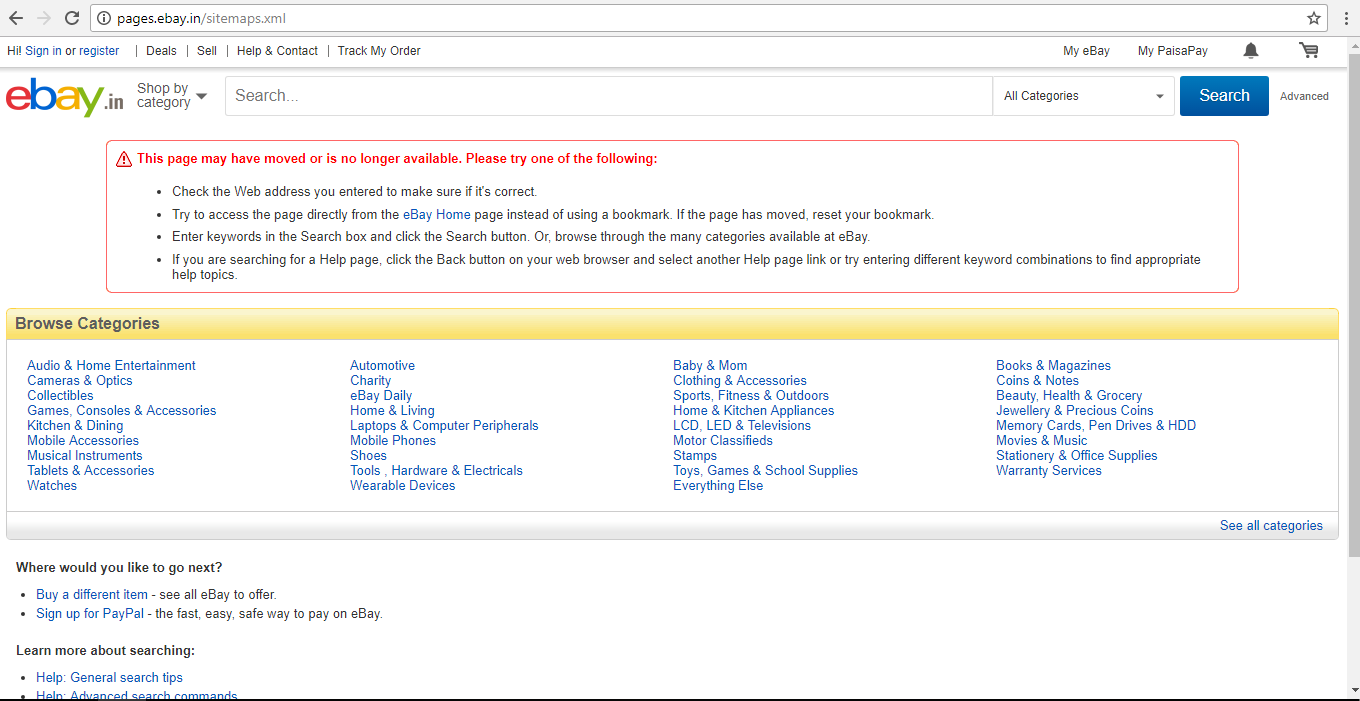 pages.ebay.in/sitemaps.xml
Hi! Sign in or register | Deals | Sell | Help & Contact | Track My Order My eBay My PaisaPay
ebay.in Shop by category Search... All Categories Search Advanced
This page may have moved or is no longer available. Please try one of the following:
• Check the Web address you entered to make sure if it's correct.
• Try to access the page directly from the eBay Home page instead of using a bookmark. If the page has moved, reset your bookmark.
• Enter keywords in the Search box and click the Search button. Or, browse through the many categories available at eBay.
• If you are searching for a Help page, click the Back button on your web browser and select another Help page link or try entering different keyword combinations to find appropriate
help topics.
Browse Categories
Audio & Home Entertainment Automotive Baby & Mom Books & Magazines
Cameras & Optics Charity Clothing & Accessories Coins & Notes
Collectibles eBay Daily Sports, Fitness & Outdoors Beauty, Health & Grocery
Games, Consoles & Accessories Home & Living Home & Kitchen Appliances Jewellery & Precious Coins
Kitchen & Dining Laptops & Computer Peripherals LCD, LED & Televisions Memory Cards, Pen Drives & HDD
Mobile Accessories Mobile Phones Motor Classifieds Movies & Music
Musical Instruments Shoes Stamps Stationery & Office Supplies
Tablets & Accessories Tools , Hardware & Electricals Toys, Games & School Supplies Warranty Services
Watches Wearable Devices Everything Else
See all categories
Where would you like to go next?
• Buy a different item - see all eBay to offer.
• Sign up for PayPal - the fast, easy, safe way to pay on eBay.
Learn more about searching:
• Help: General search tips
• Help: Advanced search commands